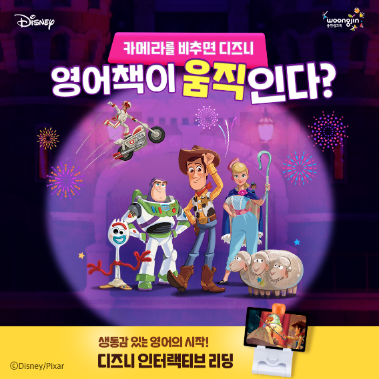 Disney
woongjin
카메라를 비추면 디즈니
영어책이 움직인다?
생동감 있는 영어의 시작!
디즈니 인터랙티브 리딩
©Disney/Pixar